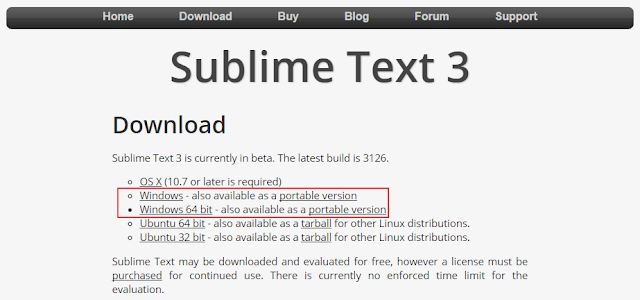 Home Download Buy Blog Forum Support
Sublime Text 3
Download
Sublime Text 3 is currently in beta. The latest build is 3126.
OS X (10.7 or later is required)
Windows - also available as a portable version
Windows 64 bit - also available as a portable version
Ubuntu 64 bit - also available as a tarball for other Linux distributions.
Ubuntu 32 bit - also available as a tarball for other Linux distributions.
Sublime Text may be downloaded and evaluated for free, however a license must be
purchased for continued use. There is currently no enforced time limit for the
evaluation.